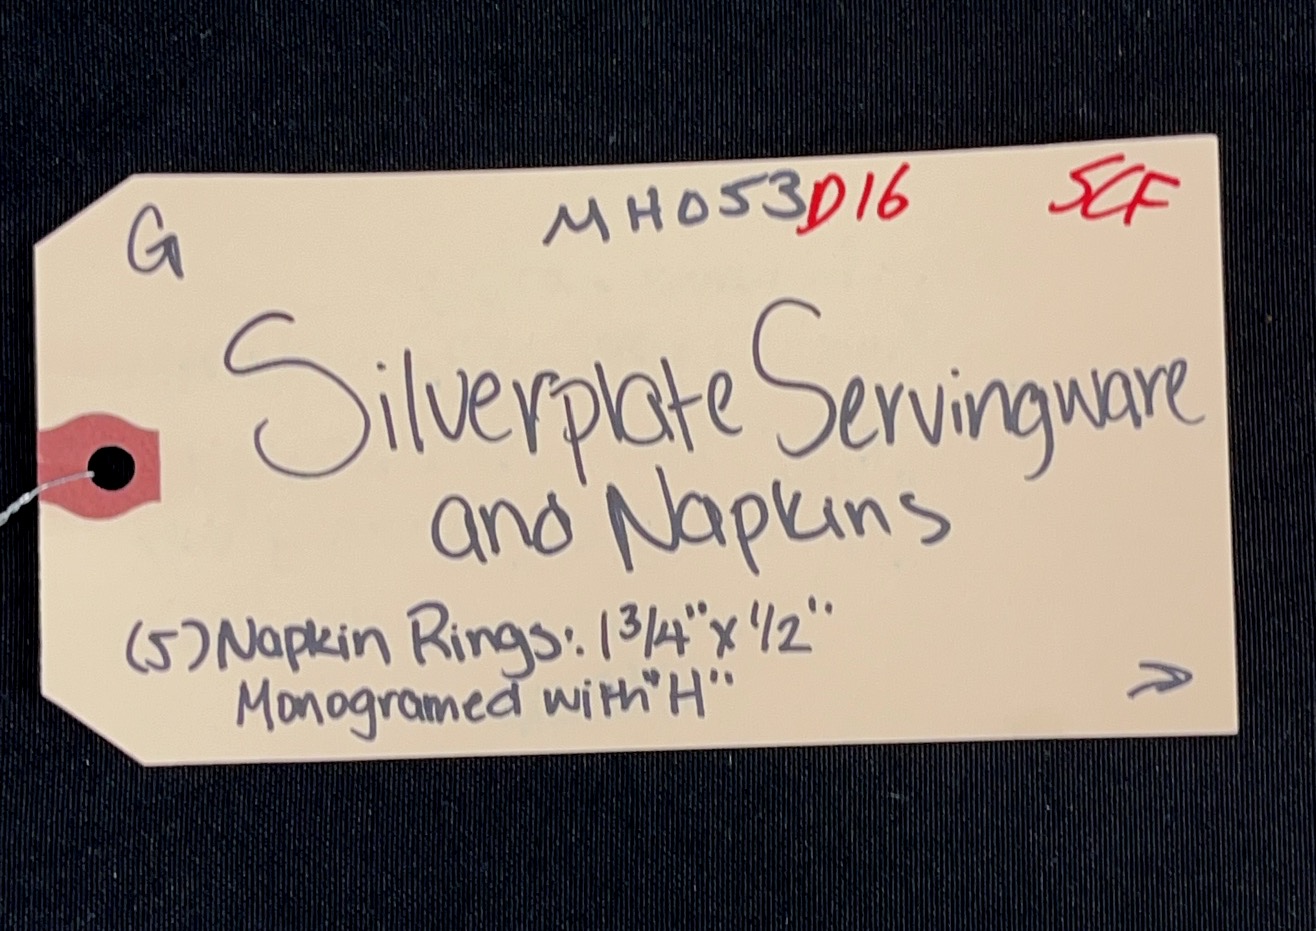 G MH053D16 SCF
Silverplate Servingware
and Napkins
(5) Napkin Rings: 1 3/4" x 1/2"
Monogramed with "H"
→